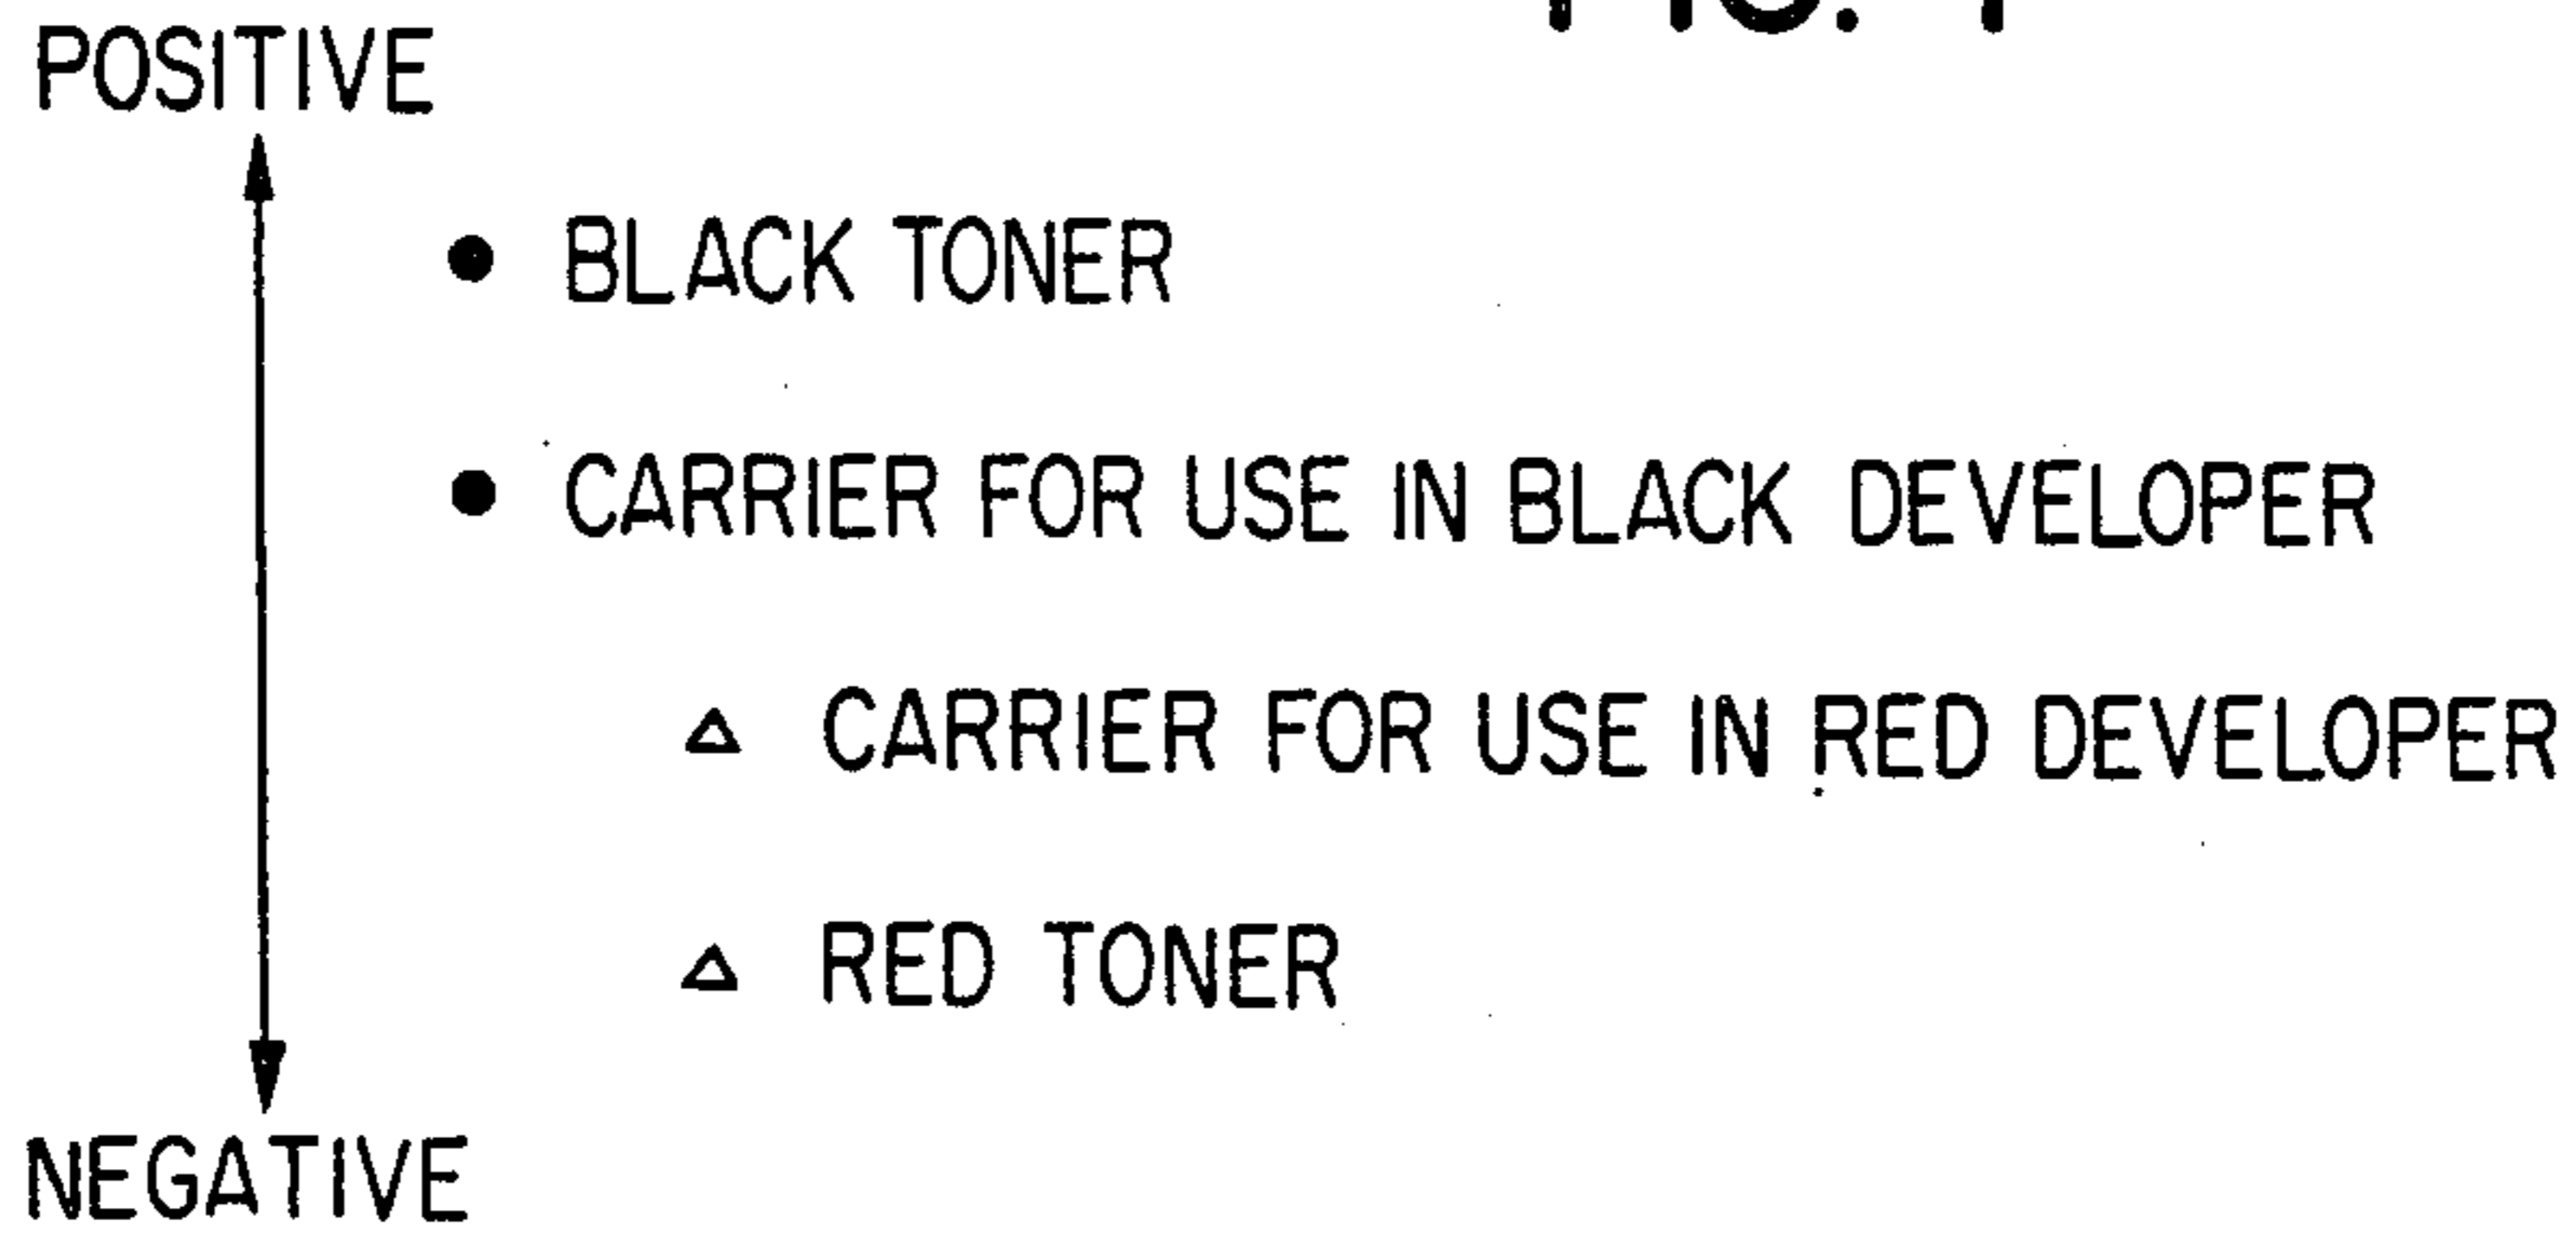 POSITIVE
BLACK TONER
CARRIER FOR USE IN BLACK DEVELOPER
CARRIER FOR USE IN RED DEVELOPER
RED TONER
NEGATIVE